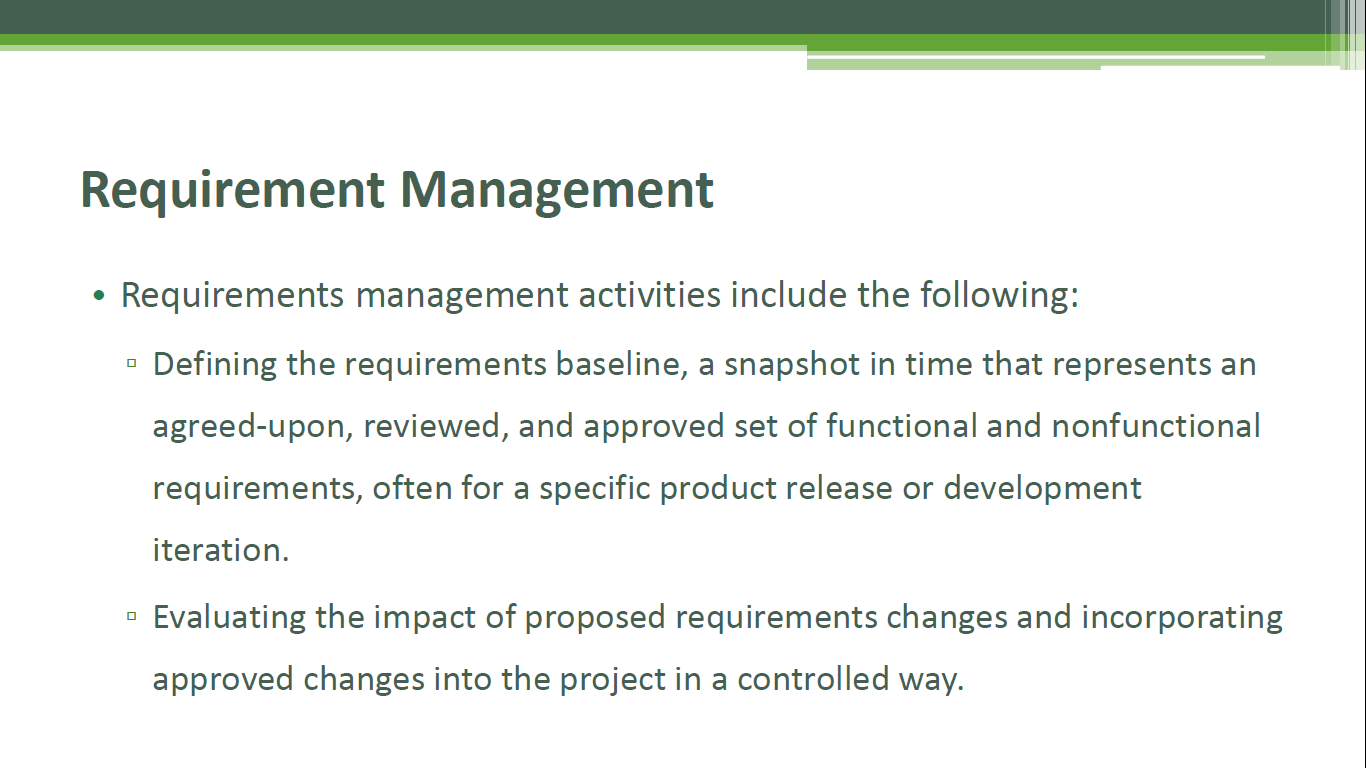 Requirement Management
• Requirements management activities include the following:
▫ Defining the requirements baseline, a snapshot in time that represents an
agreed-upon, reviewed, and approved set of functional and nonfunctional
requirements, often for a specific product release or development
iteration.
▫ Evaluating the impact of proposed requirements changes and incorporating
approved changes into the project in a controlled way.